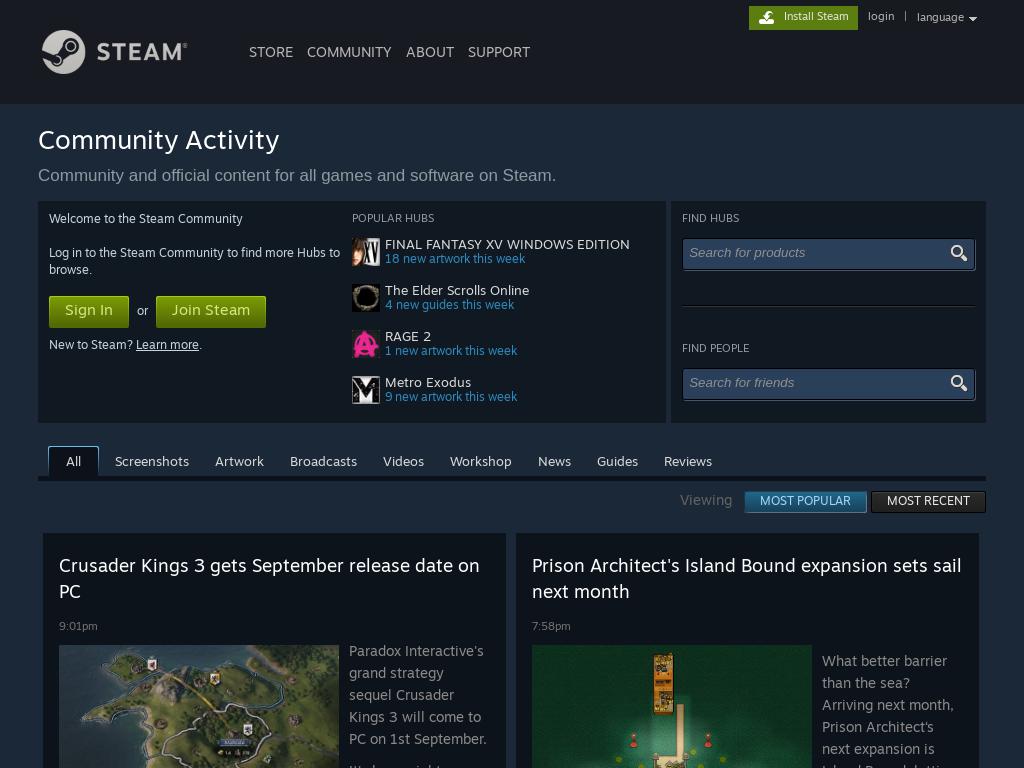 Install Steam
login | language
STEAM®
STORE COMMUNITY ABOUT SUPPORT
Community Activity
Community and official content for all games and software on Steam.
Welcome to the Steam Community
Log in to the Steam Community to find more Hubs to
browse.
Sign In or Join Steam
New to Steam? Learn more.
POPULAR HUBS
FINAL FANTASY XV WINDOWS EDITION
18 new artwork this week
The Elder Scrolls Online
4 new guides this week
RAGE 2
1 new artwork this week
Metro Exodus
9 new artwork this week
FIND HUBS
Search for products
FIND PEOPLE
Search for friends
All Screenshots Artwork Broadcasts Videos Workshop News Guides Reviews
Viewing MOST POPULAR MOST RECENT
Crusader Kings 3 gets September release date on
PC
9:01pm
Paradox Interactive's
grand strategy
sequel Crusader
Kings 3 will come to
PC on 1st September.
Prison Architect's Island Bound expansion sets sail
next month
7:58pm
What better barrier
than the sea?
Arriving next month,
Prison Architect's
next expansion is